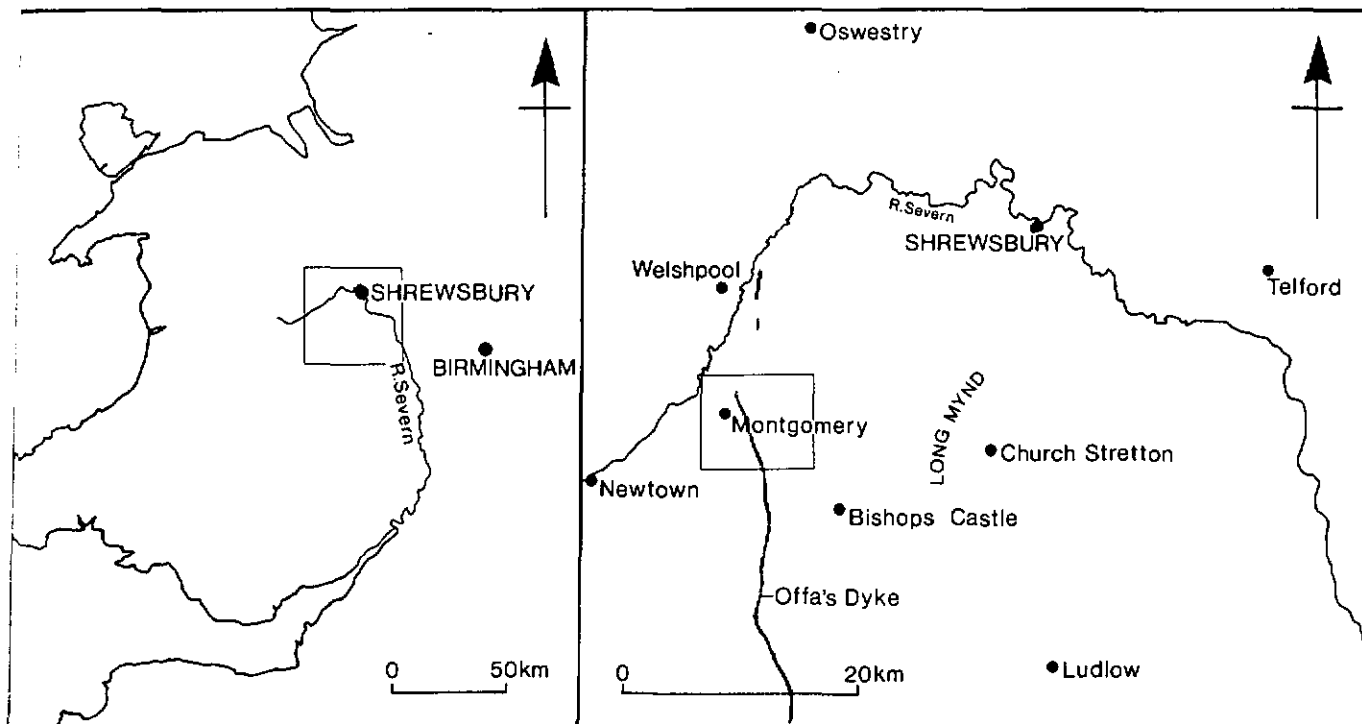 SHREWSBURY
BIRMINGHAM
R.Severn
0 50km
Oswestry
R.Severn
SHREWSBURY
Welshpool
Telford
Montgomery
LONG MYND
Church Stretton
Newtown
Bishops Castle
Offa's Dyke
0 20km
Ludlow